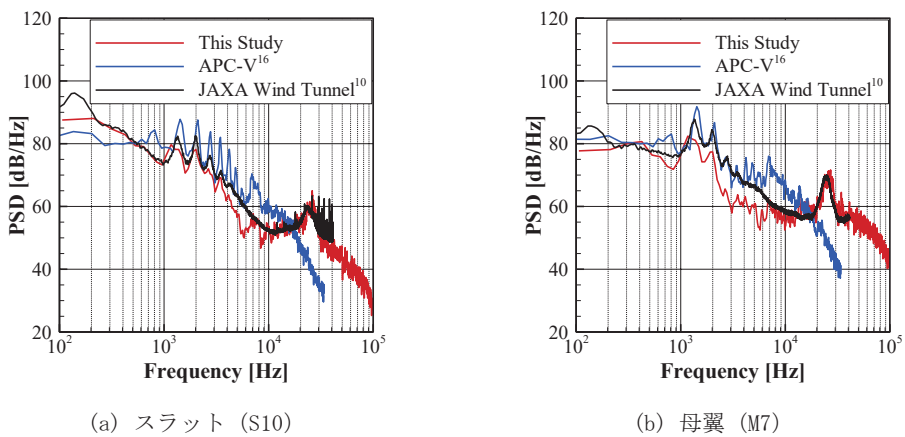 120
100
80
60
40
20
PSD [dB/Hz]
This Study
APC-V¹⁶
JAXA Wind Tunnel¹⁰
10² 10³ 10⁴ 10⁵
Frequency [Hz]
(a) スラット (S10)
120
100
80
60
40
20
PSD [dB/Hz]
This Study
APC-V¹⁶
JAXA Wind Tunnel¹⁰
10² 10³ 10⁴ 10⁵
Frequency [Hz]
(b) 母翼 (M7)